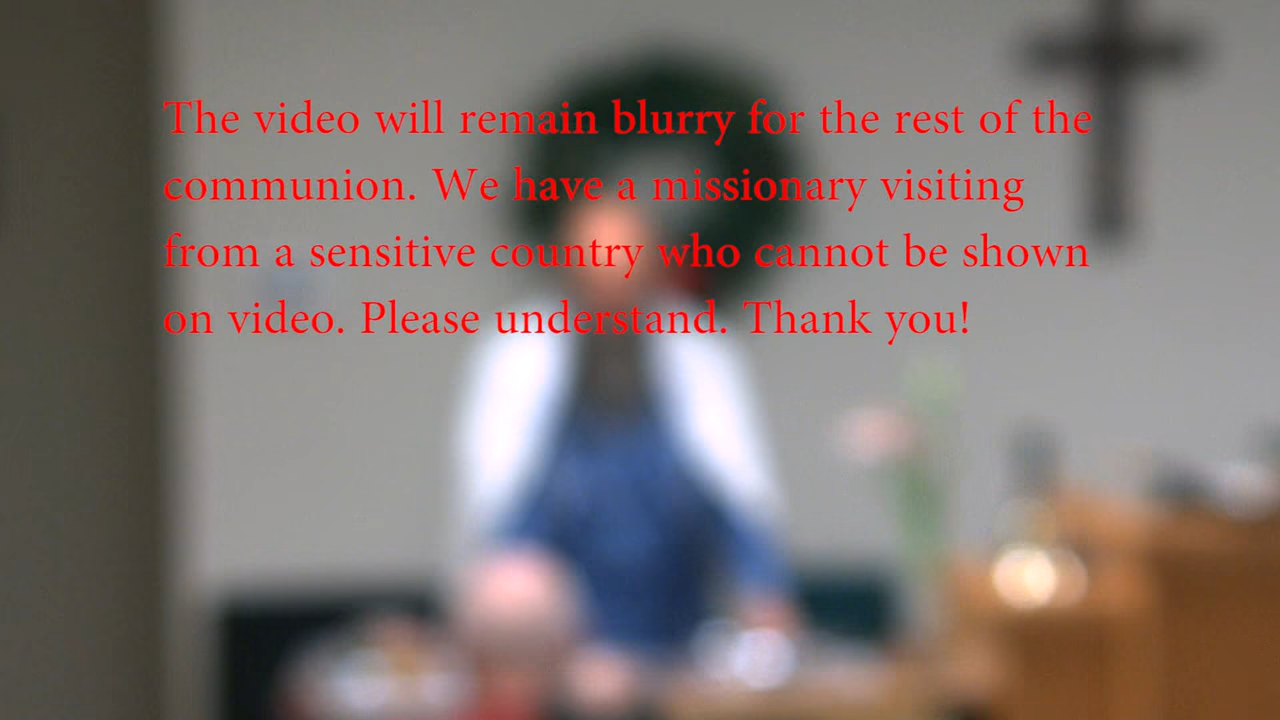 The video will remain blurry for the rest of the
communion. We have a missionary visiting
from a sensitive country who cannot be shown
on video. Please understand. Thank you!